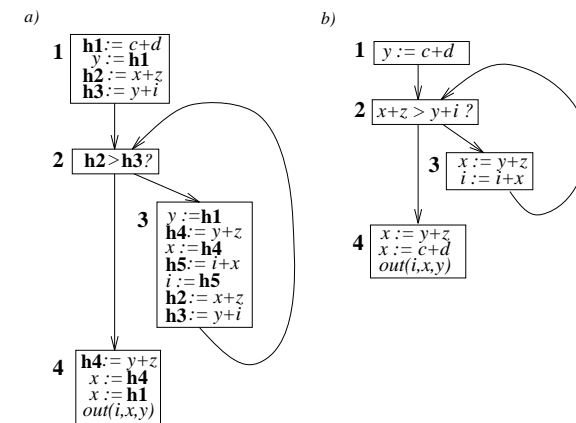 a)
1
h1:= c+d
y := h1
h2:= x+z
h3:= y+i
2
h2>h3?
3
y :=h1
h4:= y+z
x := h4
h5:= i+x
i := h5
h2:= x+z
h3:= y+i
4
h4:= y+z
x := h4
x := h1
out(i,x,y)
b)
1
y := c+d
2
x+z > y+i ?
3
x := y+z
i := i+x
4
x := y+z
x := c+d
out(i,x,y)